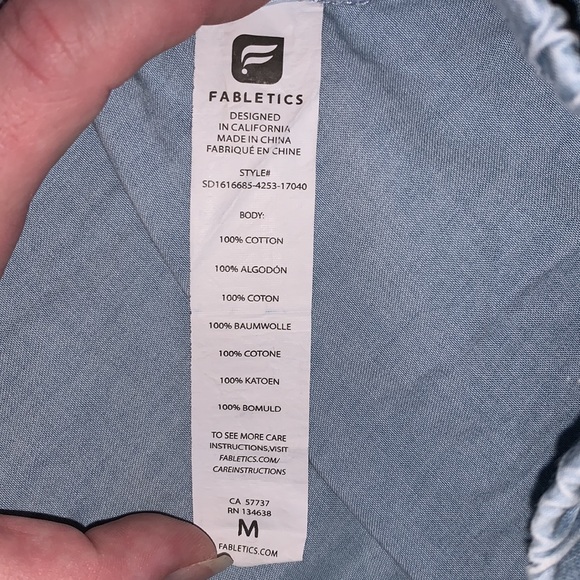 FABLETICS
DESIGNED
IN CALIFORNIA
MADE IN CHINA
FABRIQUÉ EN CHINE
STYLE#
SD1616685-4253-17040
BODY:
100% COTTON
100% ALGODÓN
100% COTON
100% BAUMWOLLE
100% COTONE
100% KATOEN
100% BOMULD
TO SEE MORE CARE
INSTRUCTIONS,VISIT
FABLETICS.COM/
CAREINSTRUCTIONS
CA 57737
RN 134638
M
FABLETICS.COM